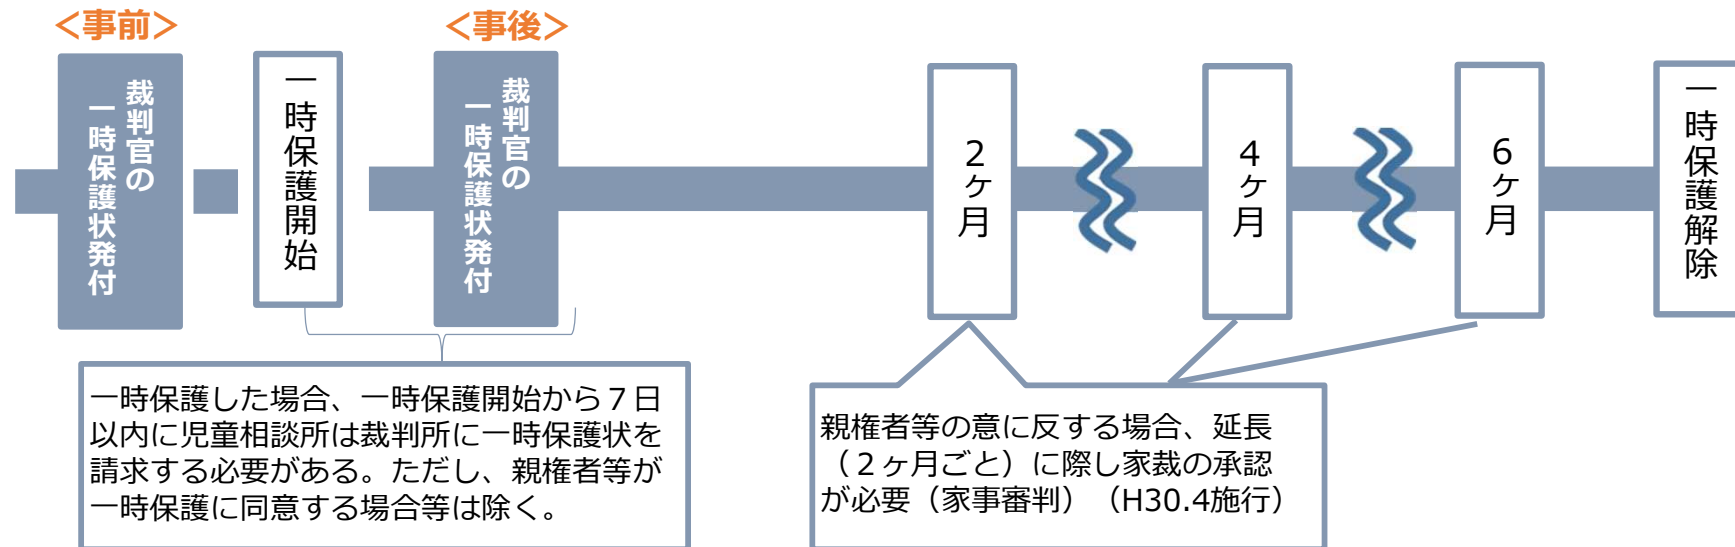 ＜事前＞
＜事後＞
裁判官の
一時保護状発付
一時保護開始
裁判官の
一時保護状発付
2ヶ月
4ヶ月
6ヶ月
一時保護解除
一時保護した場合、一時保護開始から７日
以内に児童相談所は裁判所に一時保護状を
請求する必要がある。ただし、親権者等が
一時保護に同意する場合等は除く。
親権者等の意に反する場合、延長
（２ヶ月ごと）に際し家裁の承認
が必要（家事審判）（H30.4施行）